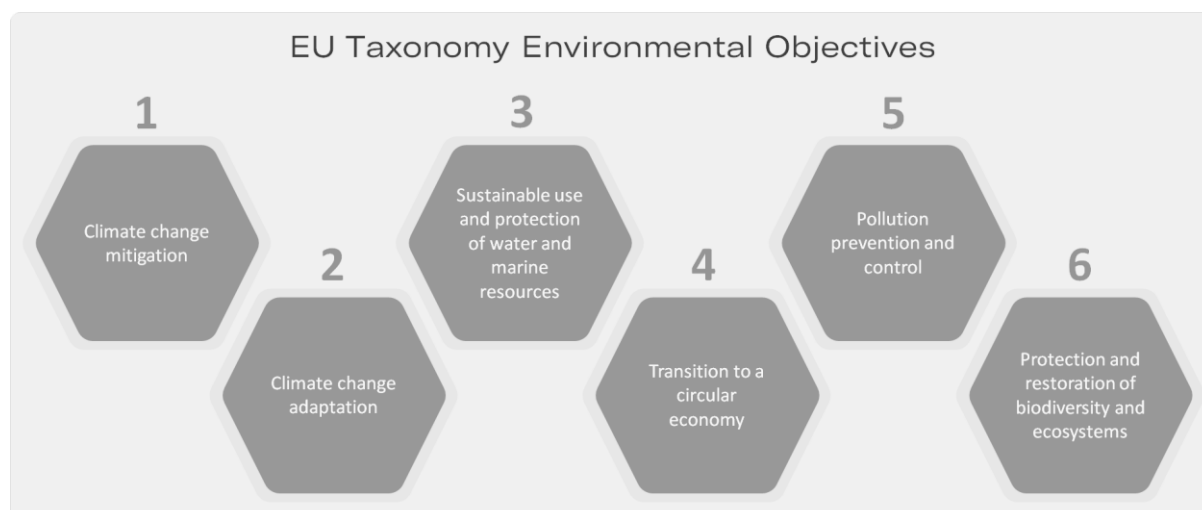 EU Taxonomy Environmental Objectives
1
Climate change
mitigation
2
Climate change
adaptation
3
Sustainable use
and protection
of water and
marine
resources
4
Transition to a
circular
economy
5
Pollution
prevention and
control
6
Protection and
restoration of
biodiversity and
ecosystems